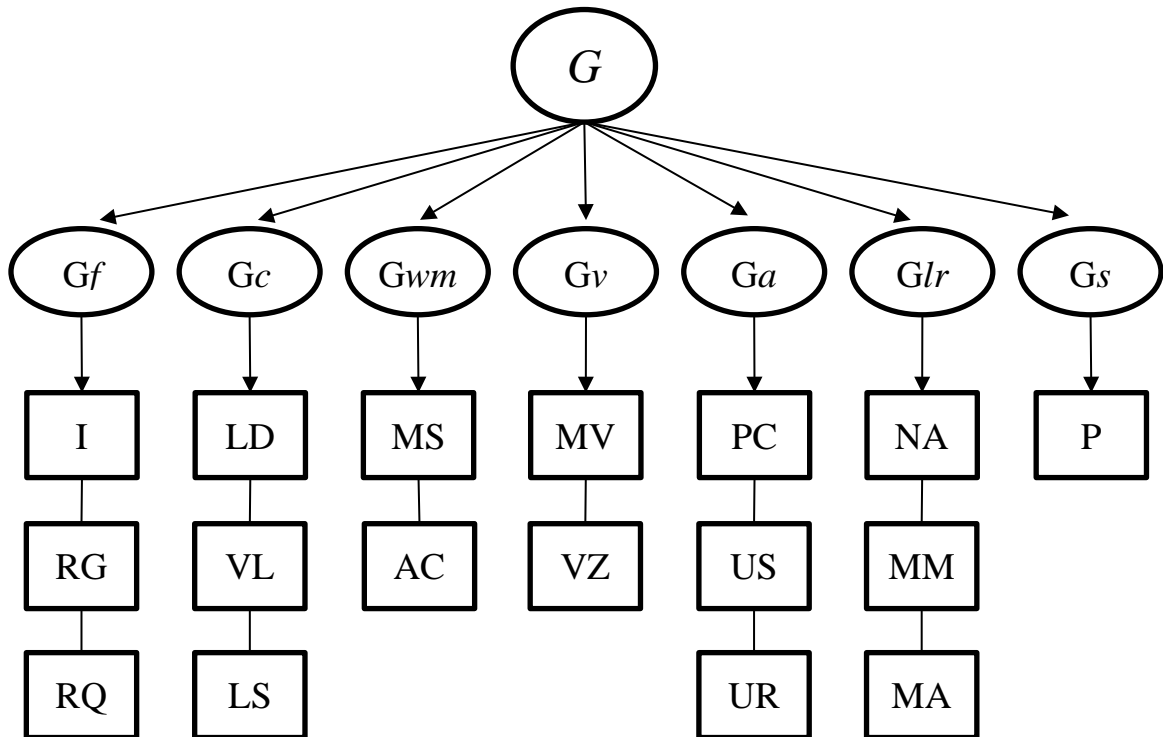 G
Gf Gc Gwm Gv Ga Glr Gs
I LD MS MV PC NA P
RG VL AC VZ US MM
RQ LS UR MA